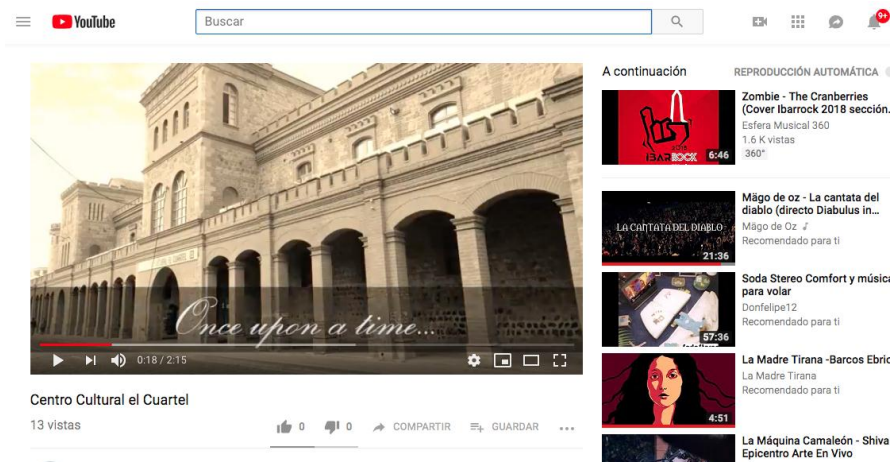 YouTube
Buscar
9+
Once upon a time...
0:18 / 2:15
Centro Cultural el Cuartel
13 vistas
0
0
COMPARTIR
GUARDAR
A continuación
REPRODUCCIÓN AUTOMÁTICA
Zombie - The Cranberries
(Cover Ibarrock 2018 sección.
Esfera Musical 360
1.6 K vistas
360°
2018
IBARROCK
6:46
Mägo de oz - La cantata del
diablo (directo Diabulus in...
Mägo de Oz
Recomendado para ti
LA CANTATA DEL DIABLO
21:36
Soda Stereo Comfort y música
para volar
Donfelipe12
Recomendado para ti
57:36
La Madre Tirana -Barcos Ebrio
La Madre Tirana
Recomendado para ti
4:51
La Máquina Camaleón - Shiva
Epicentro Arte En Vivo